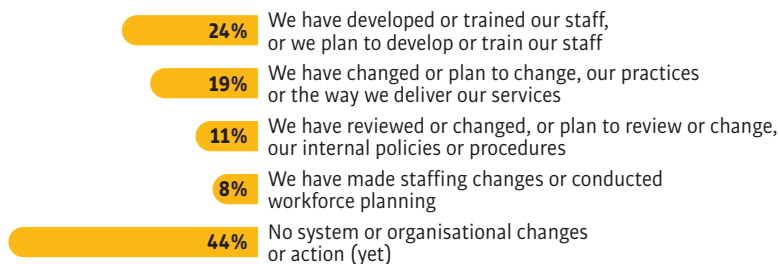 24% We have developed or trained our staff,
or we plan to develop or train our staff
19% We have changed or plan to change, our practices
or the way we deliver our services
11% We have reviewed or changed, or plan to review or change,
our internal policies or procedures
8% We have made staffing changes or conducted
workforce planning
44% No system or organisational changes
or action (yet)